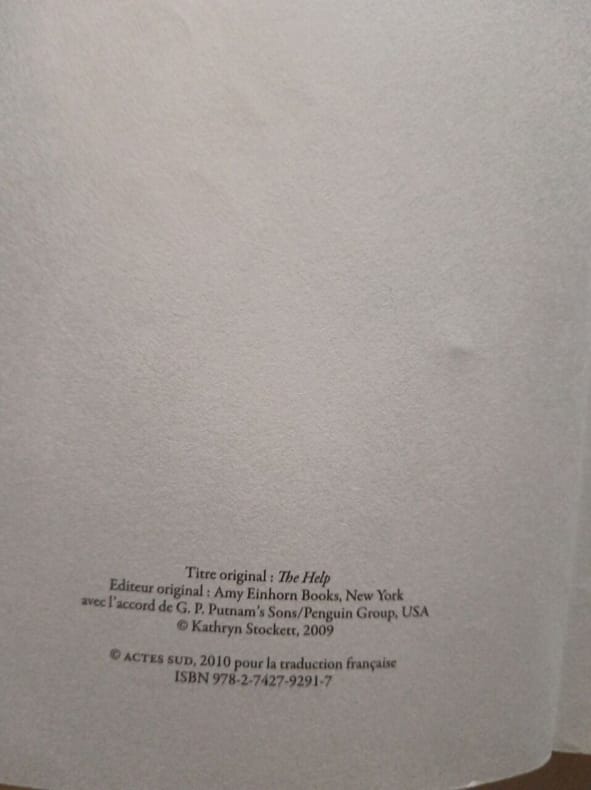 Titre original : The Help
Editeur original : Amy Einhorn Books, New York
avec l'accord de G. P. Putnam's Sons/Penguin Group, USA
© Kathryn Stockett, 2009
© ACTES SUD, 2010 pour la traduction française
ISBN 978-2-7427-9291-7